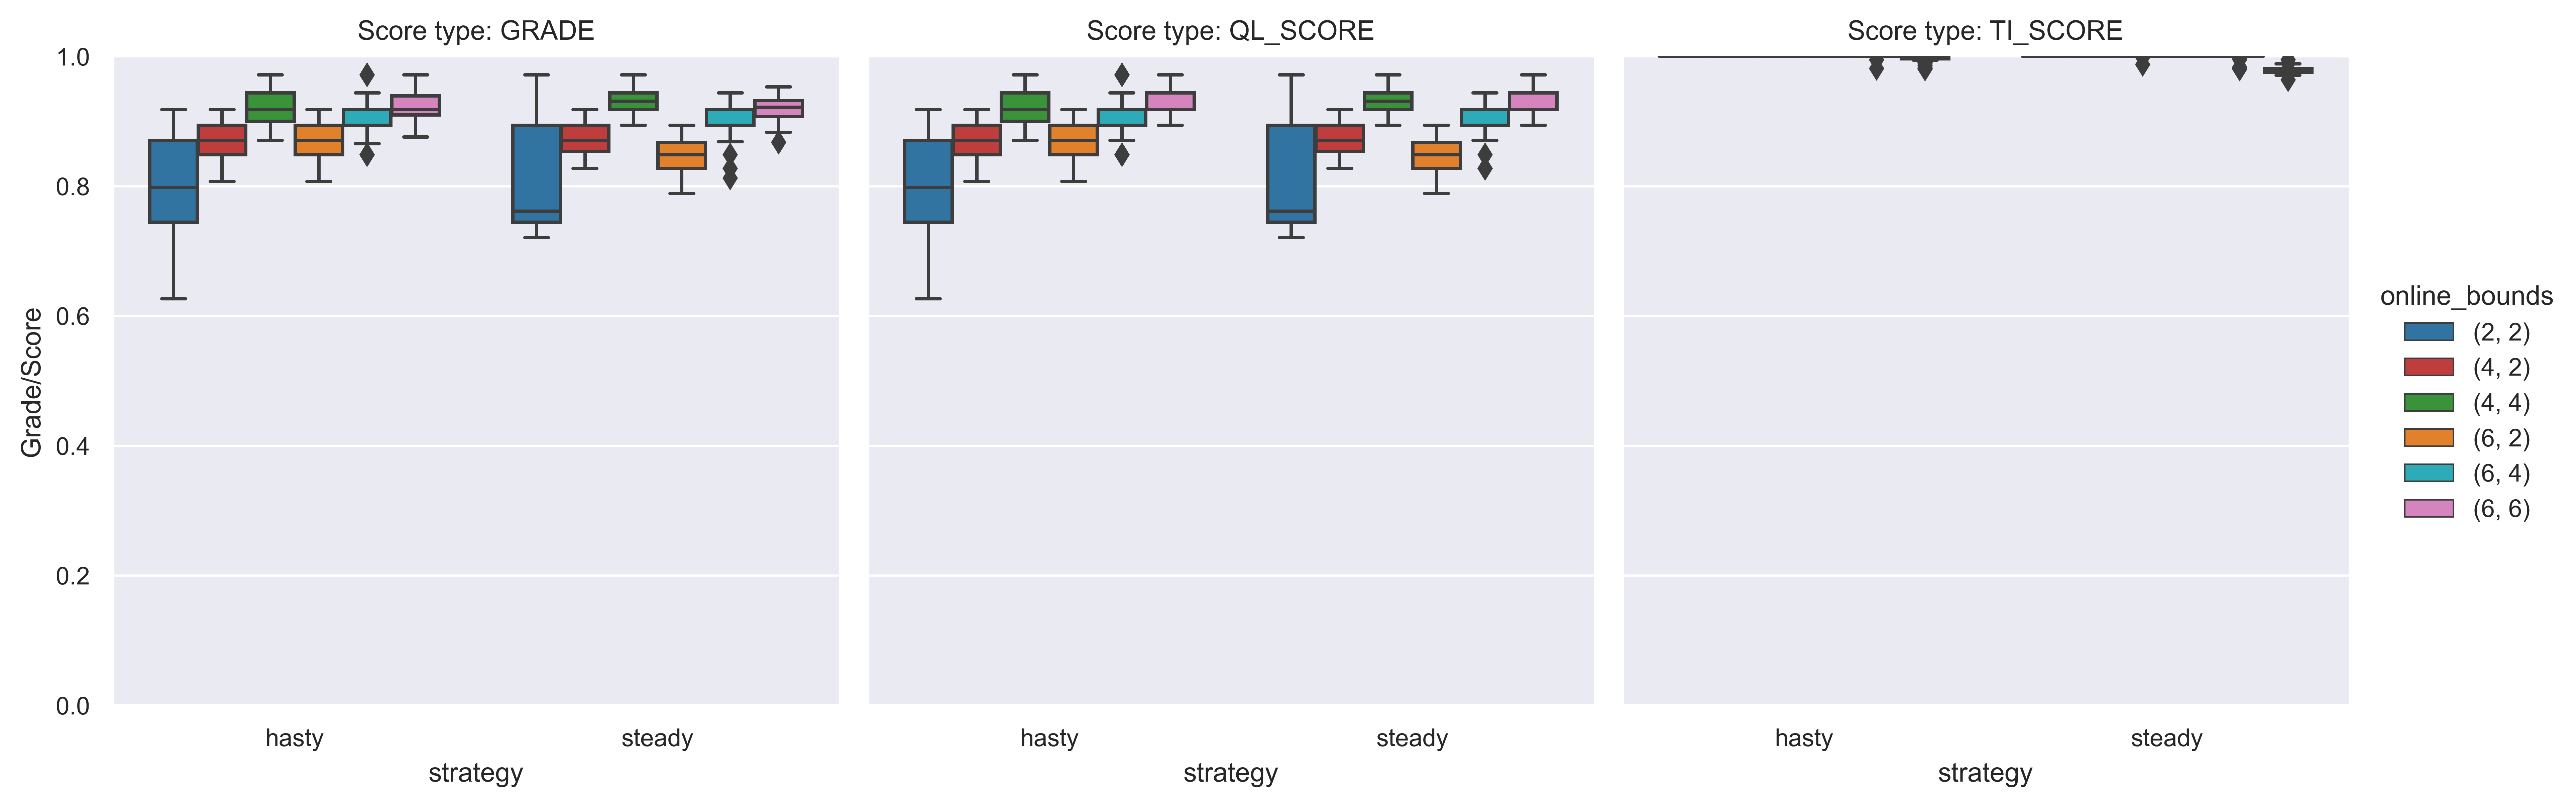 Score type: GRADE
Score type: QL_SCORE
Score type: TI_SCORE
Grade/Score
1.0
0.8
0.6
0.4
0.2
0.0
hasty
steady
hasty
steady
hasty
steady
strategy
strategy
strategy
online_bounds
(2, 2)
(4, 2)
(4, 4)
(6, 2)
(6, 4)
(6, 6)